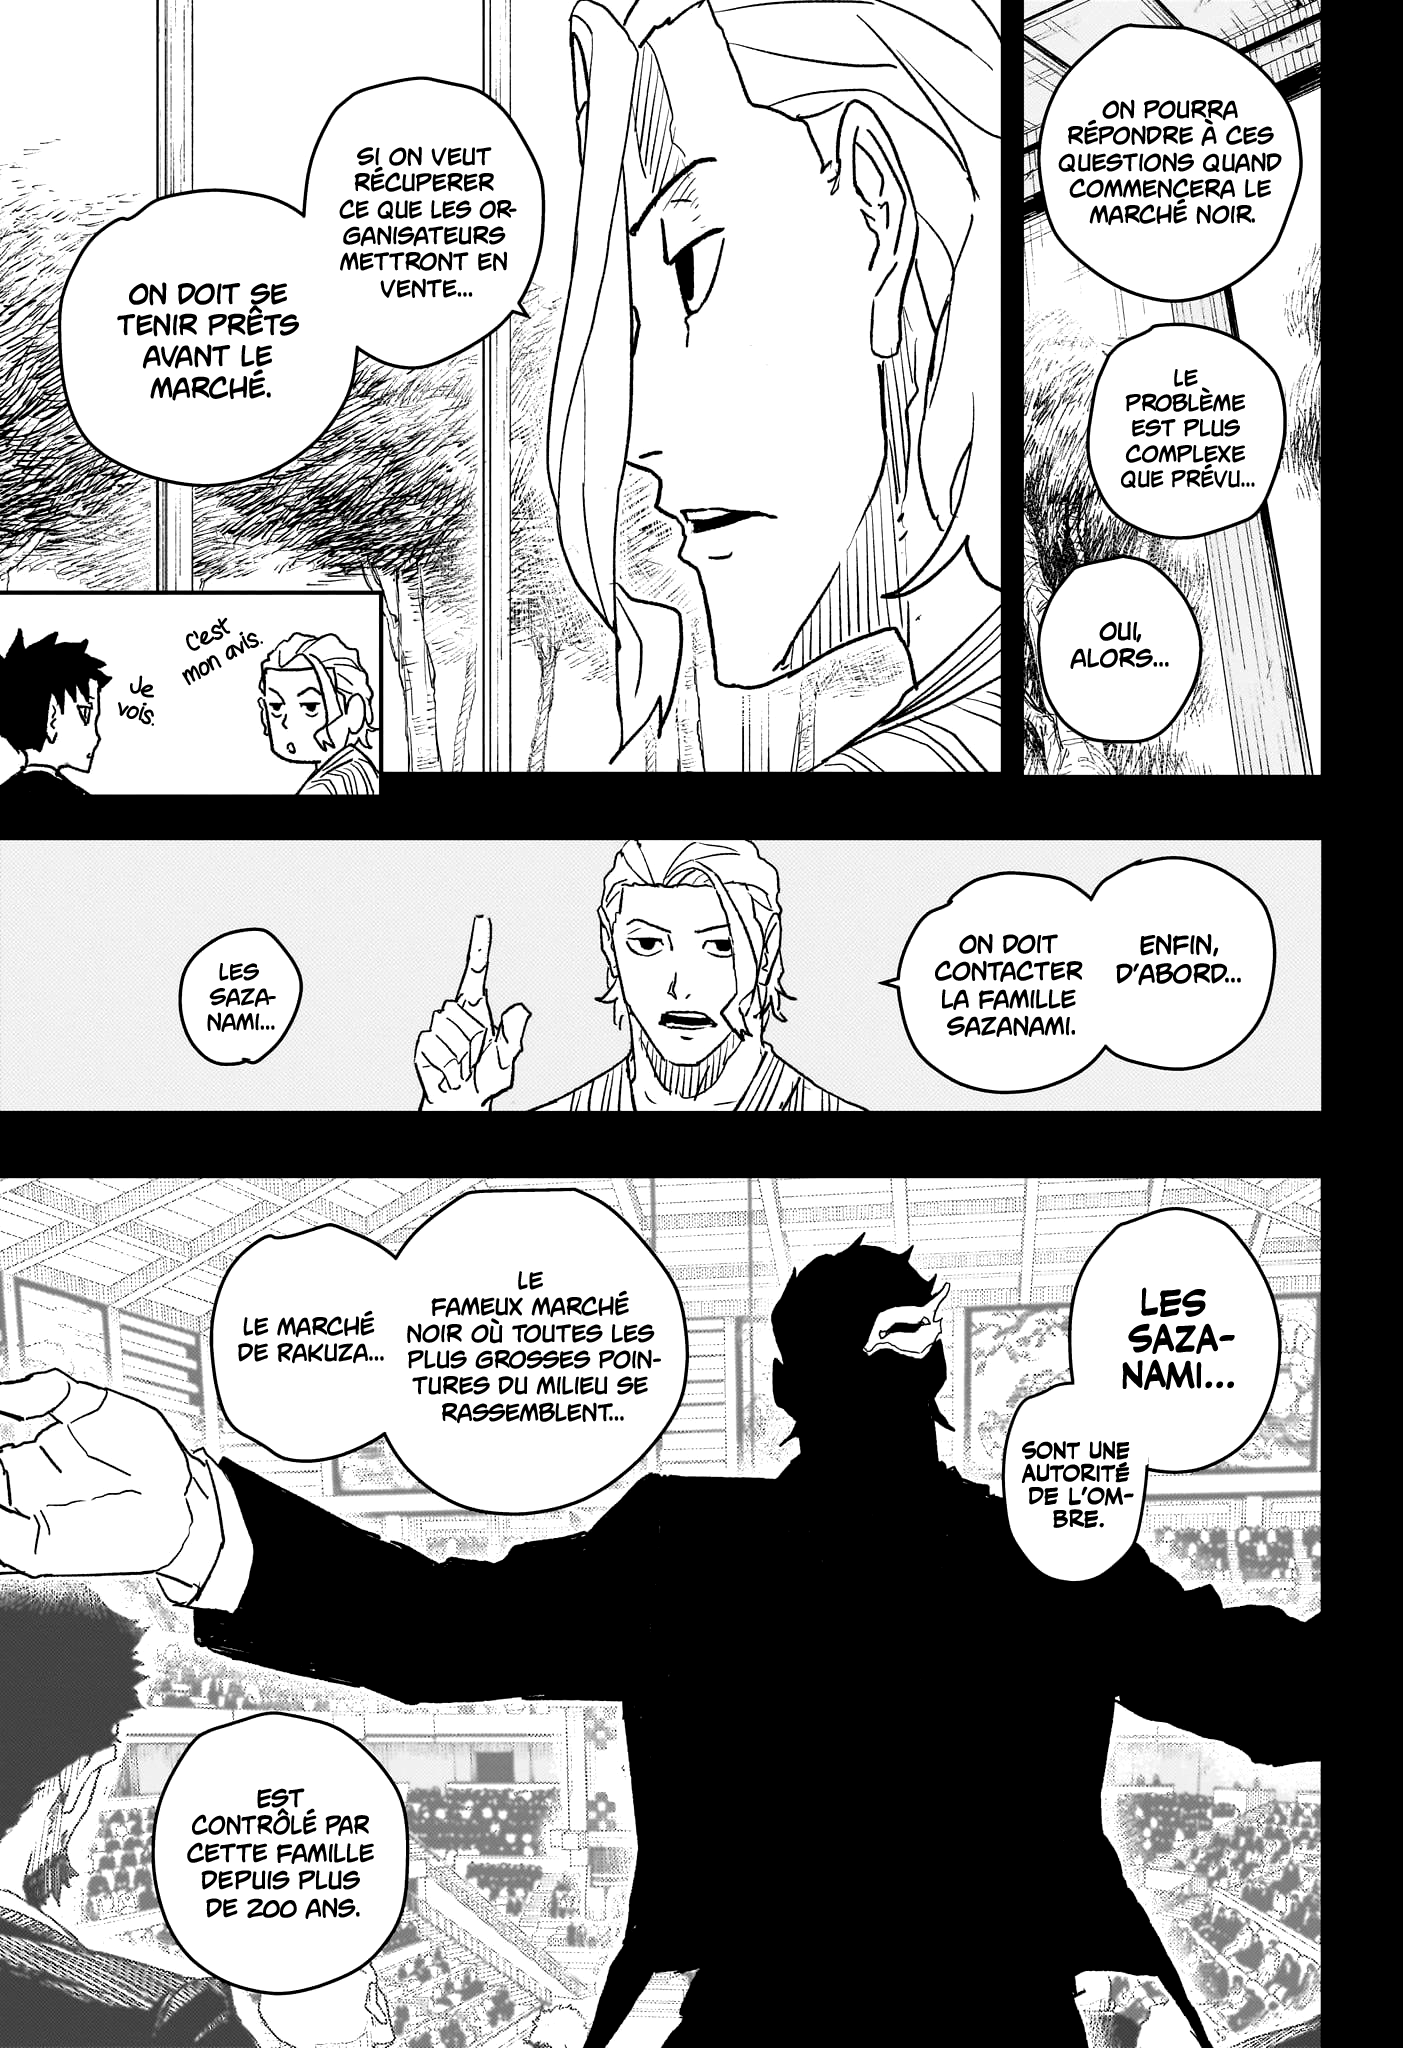 ON POURRA
RÉPONDRE À CES
QUESTIONS QUAND
COMMENCERA LE
MARCHÉ NOIR.
LE
PROBLÈME
EST PLUS
COMPLEXE
QUE PRÉVU...
OUI,
ALORS...
SI ON VEUT
RÉCUPERER
CE QUE LES OR-
GANISATEURS
METTRONT EN
VENTE...
ON DOIT SE
TENIR PRÊTS
AVANT LE
MARCHÉ.
C'est
mon avis.
Je
vois.
ENFIN,
D'ABORD...
ON DOIT
CONTACTER
LA FAMILLE
SAZANAMI.
LES
SAZA-
NAMI...
LES
SAZA-
NAMI...
SONT UNE
AUTORITÉ
DE L'OM-
BRE.
LE
FAMEUX MARCHÉ
NOIR OÙ TOUTES LES
PLUS GROSSES POIN-
TURES DU MILIEU SE
RASSEMBLENT...
LE MARCHÉ
DE RAKUZA...
EST
CONTRÔLÉ PAR
CETTE FAMILLE
DEPUIS PLUS
DE 200 ANS.